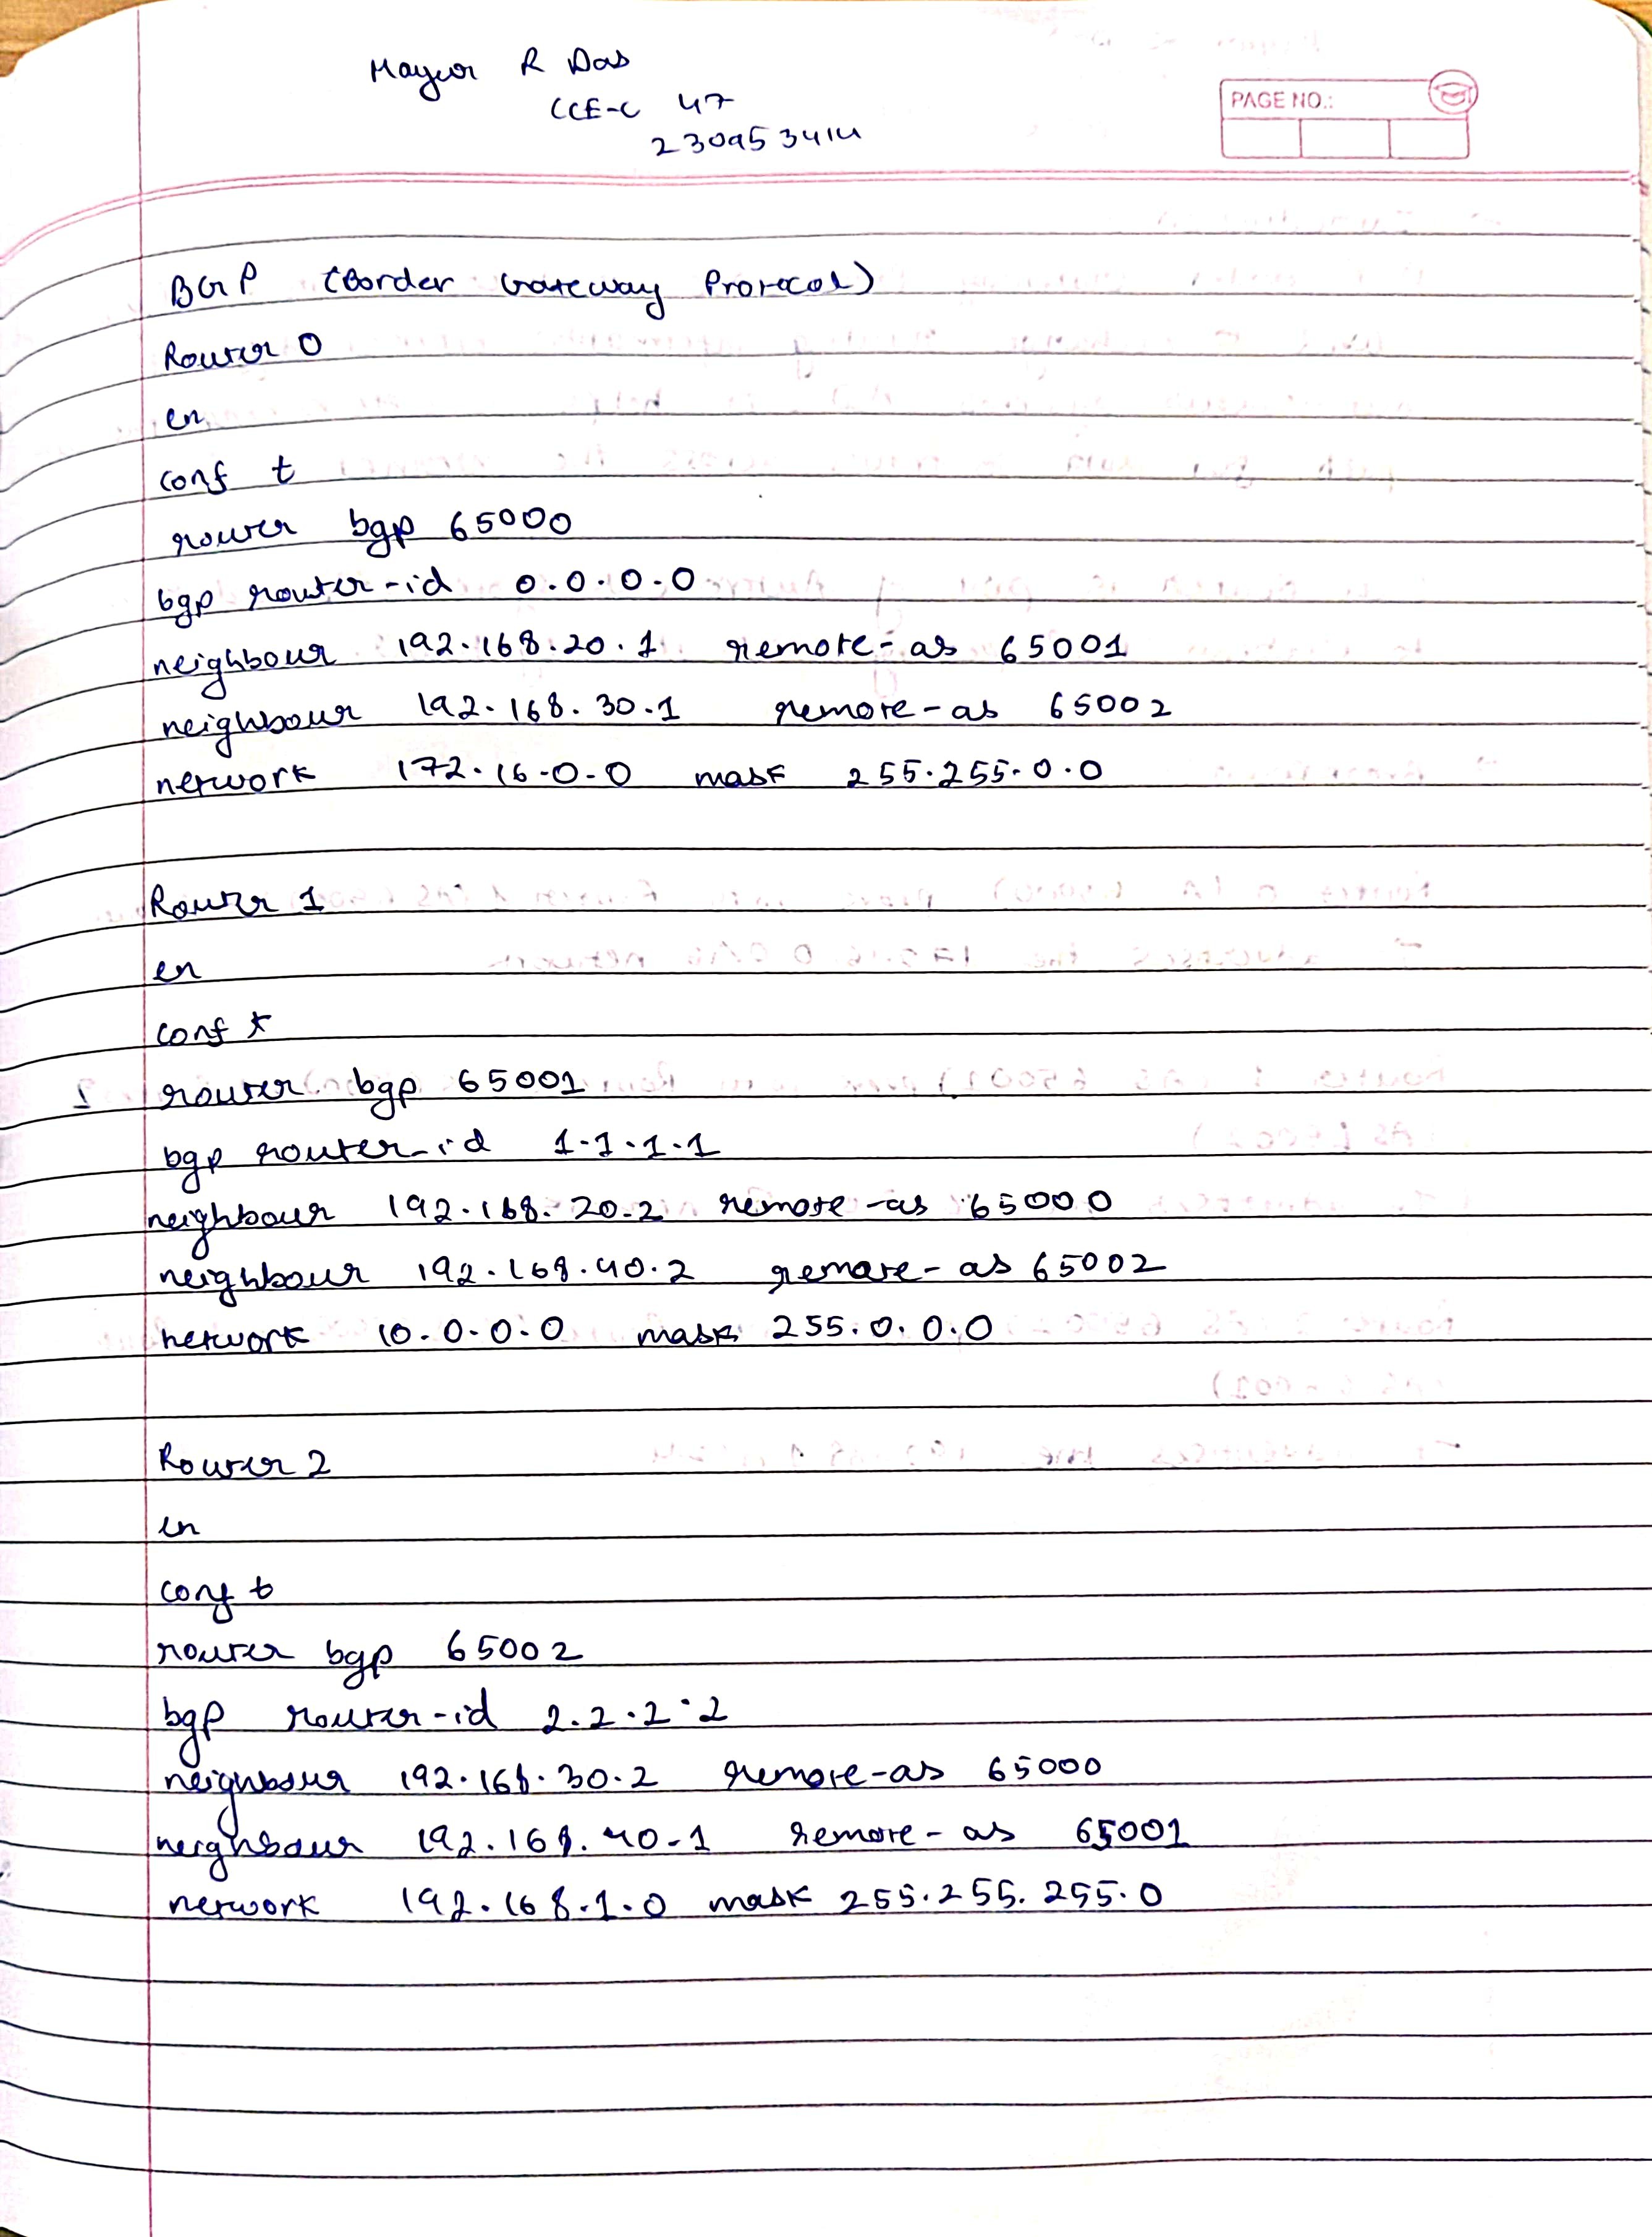 Mayur R Das
CCE-C 47
230953414
PAGE NO.:
BGP (Border Gateway Protocol)
Router 0
en
conf t
router bgp 65000
bgp router-id 0.0.0.0
neighbour 192.168.20.1 remote-as 65001
neighbour 192.168.30.1 remote-as 65002
network 172.16.0.0 mask 255.255.0.0
Router 1
en
conf t
router bgp 65001
bgp router-id 1.1.1.1
neighbour 192.168.20.2 remote-as 65000
neighbour 192.168.40.2 remote-as 65002
network 10.0.0.0 mask 255.0.0.0
Router 2
en
conf t
router bgp 65002
bgp router-id 2.2.2.2
neighbour 192.168.30.2 remote-as 65000
neighbour 192.168.40.1 remote-as 65001
network 192.168.1.0 mask 255.255.255.0